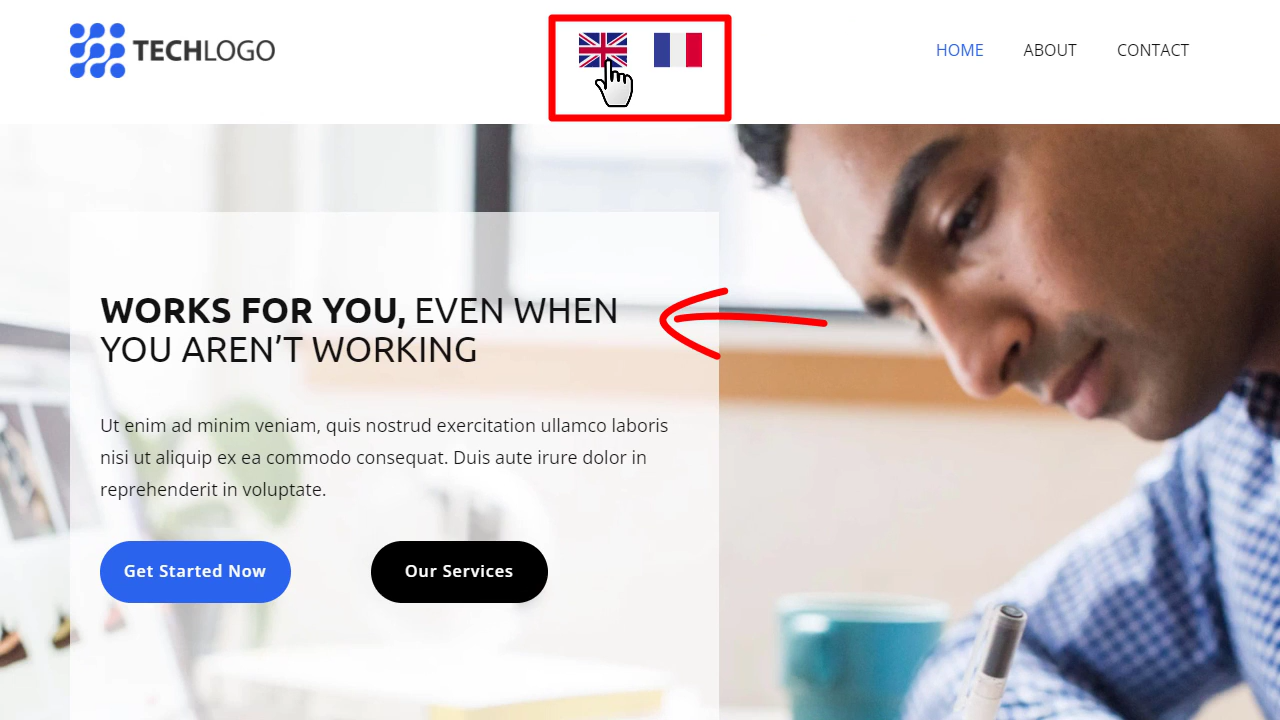 TECHLOGO
HOME
ABOUT
CONTACT
WORKS FOR YOU, EVEN WHEN
YOU AREN’T WORKING
Ut enim ad minim veniam, quis nostrud exercitation ullamco laboris
nisi ut aliquip ex ea commodo consequat. Duis aute irure dolor in
reprehenderit in voluptate.
Get Started Now
Our Services